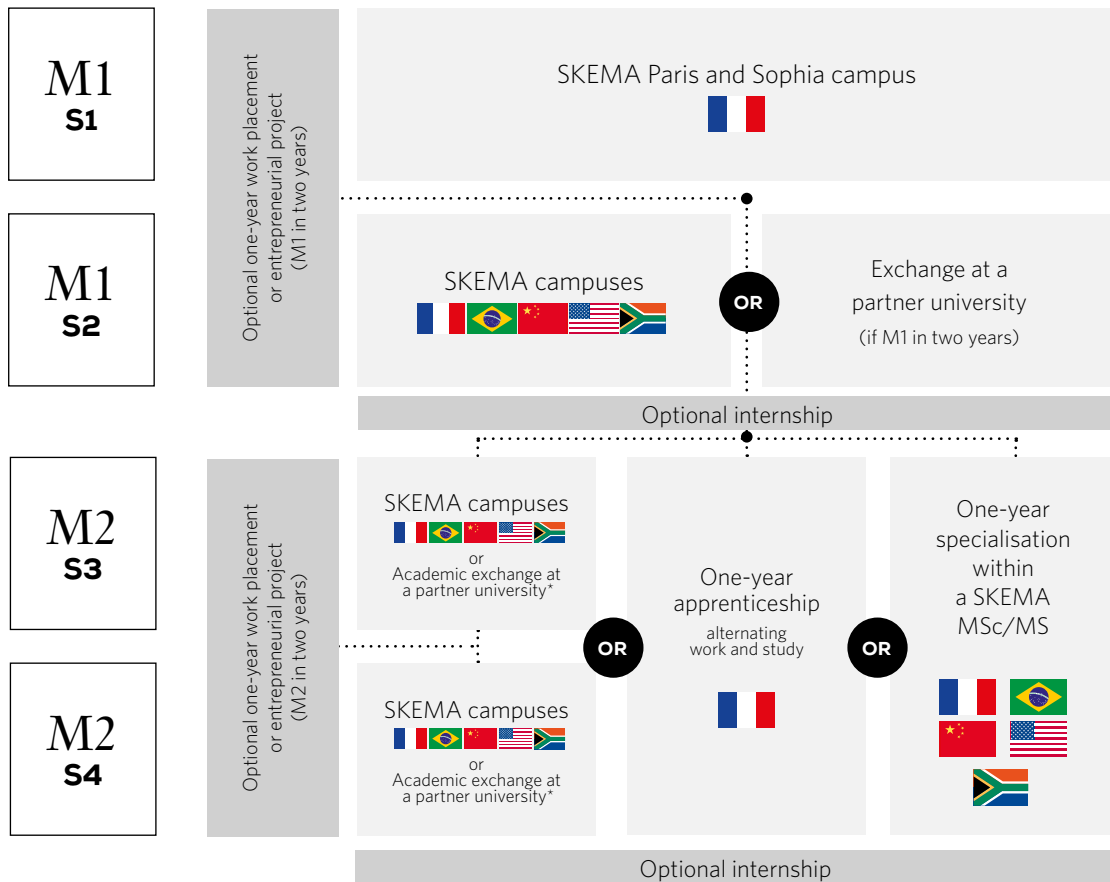 M1
S1
Optional one-year work placement
or entrepreneurial project
(M1 in two years)
SKEMA Paris and Sophia campus
M1
S2
SKEMA campuses
OR
Exchange at a
partner university
(if M1 in two years)
Optional internship
M2
S3
Optional one-year work placement
or entrepreneurial project
(M2 in two years)
SKEMA campuses
or
Academic exchange at
a partner university*
OR
One-year
apprenticeship
alternating
work and study
OR
One-year
specialisation
within
a SKEMA
MSc/MS
M2
S4
SKEMA campuses
or
Academic exchange at
a partner university*
Optional internship